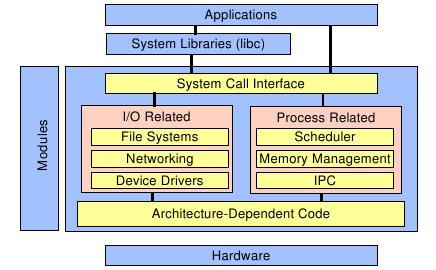 Applications
System Libraries (libc)
System Call Interface
Modules
I/O Related
File Systems
Networking
Device Drivers
Process Related
Scheduler
Memory Management
IPC
Architecture-Dependent Code
Hardware